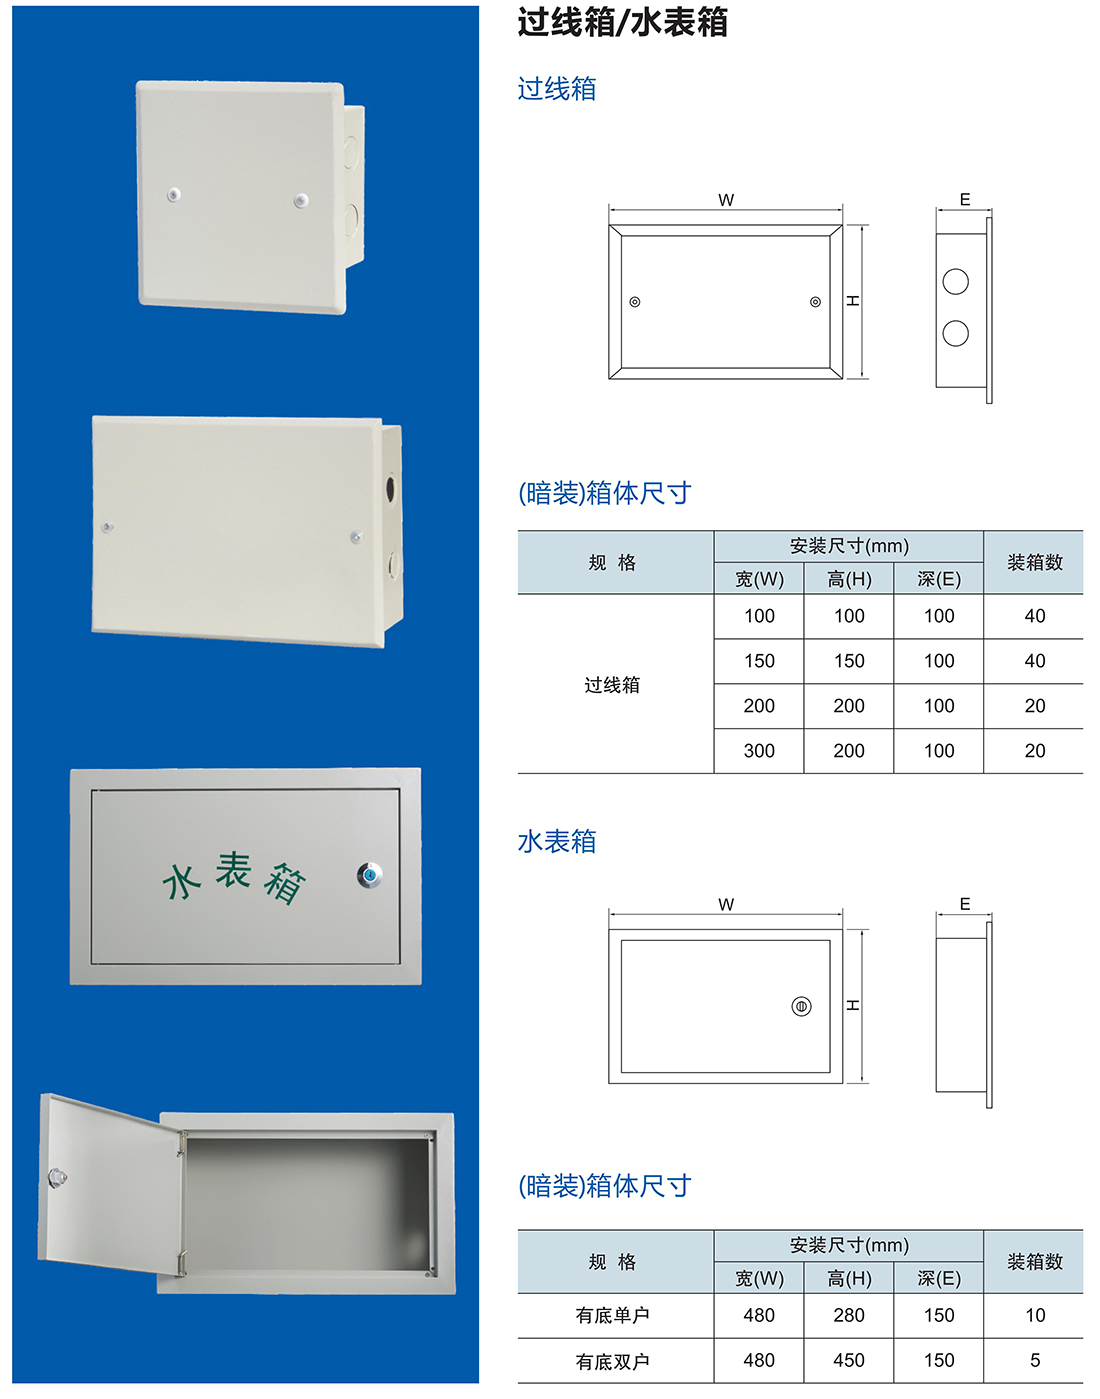 过线箱/水表箱
过线箱
W
E
H
(暗装)箱体尺寸
规 格 安装尺寸(mm) 装箱数
宽(W) 高(H) 深(E)
过线箱
100 100 100 40
150 150 100 40
200 200 100 20
300 200 100 20
水表箱
水表箱
W
E
H
(暗装)箱体尺寸
规 格 安装尺寸(mm) 装箱数
宽(W) 高(H) 深(E)
有底单户 480 280 150 10
有底双户 480 450 150 5